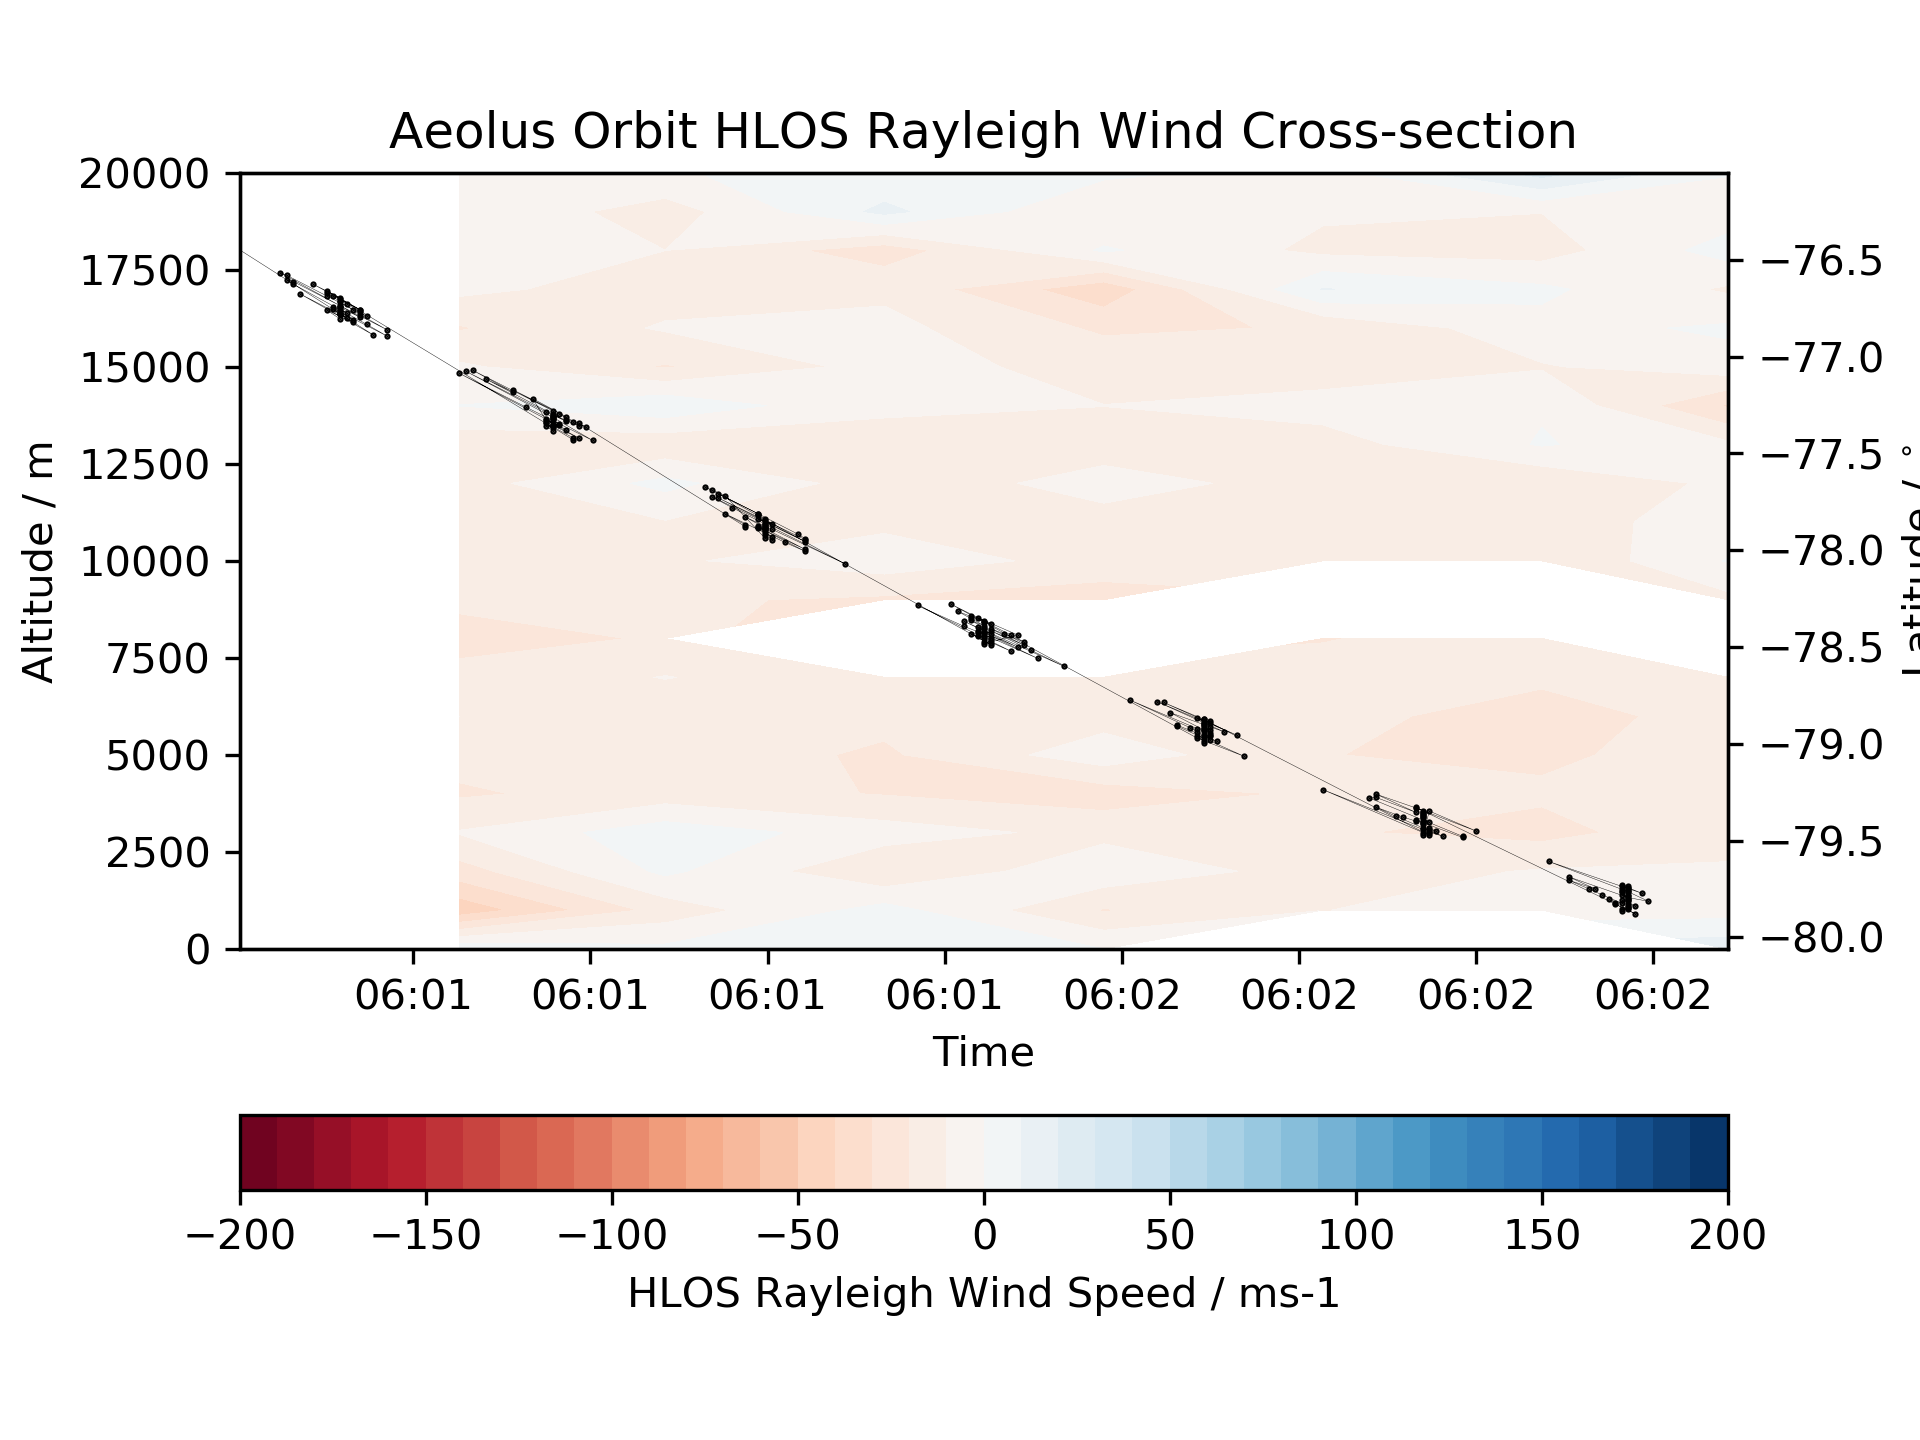 Aeolus Orbit HLOS Rayleigh Wind Cross-section
20000
17500
15000
12500
10000
7500
5000
2500
0
Altitude / m
−76.5
−77.0
−77.5
−78.0
−78.5
−79.0
−79.5
−80.0
Latitude / °
06:01 06:01 06:01 06:01 06:02 06:02 06:02 06:02
Time
−200 −150 −100 −50 0 50 100 150 200
HLOS Rayleigh Wind Speed / ms-1